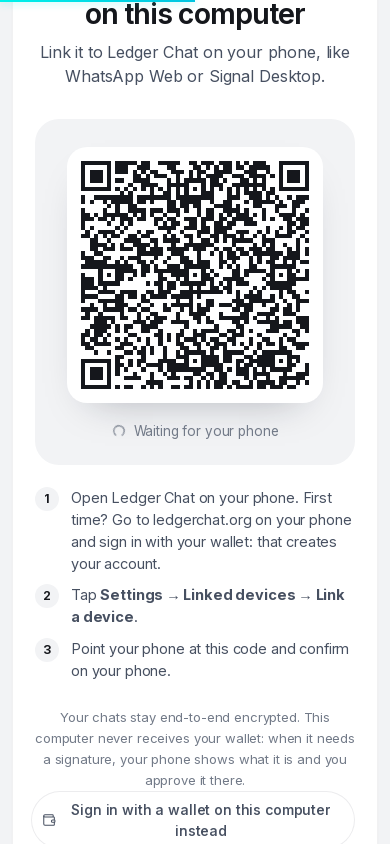 on this computer
Link it to Ledger Chat on your phone, like
WhatsApp Web or Signal Desktop.
Waiting for your phone
1 Open Ledger Chat on your phone. First
time? Go to ledgerchat.org on your phone
and sign in with your wallet: that creates
your account.
2 Tap Settings → Linked devices → Link
a device.
3 Point your phone at this code and confirm
on your phone.
Your chats stay end-to-end encrypted. This
computer never receives your wallet: when it needs
a signature, your phone shows what it is and you
approve it there.
Sign in with a wallet on this computer
instead